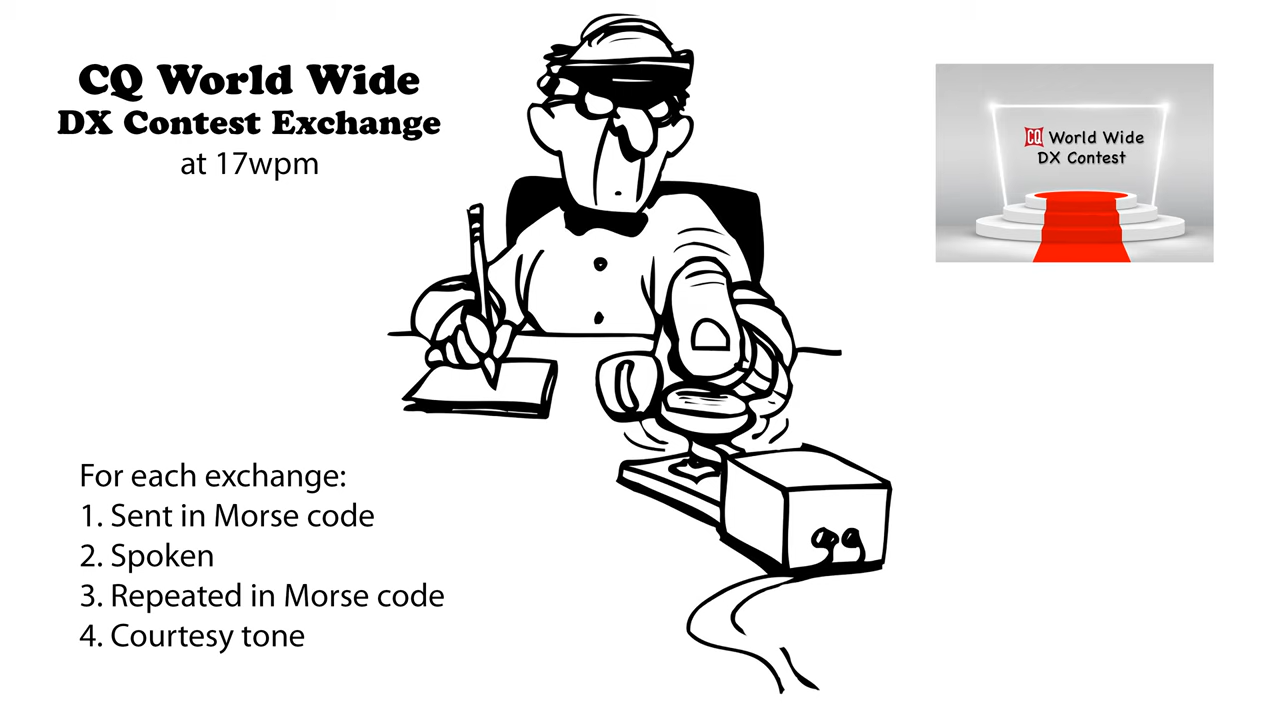 CQ World Wide
DX Contest Exchange
at 17wpm
CQ World Wide
DX Contest
For each exchange:
1. Sent in Morse code
2. Spoken
3. Repeated in Morse code
4. Courtesy tone